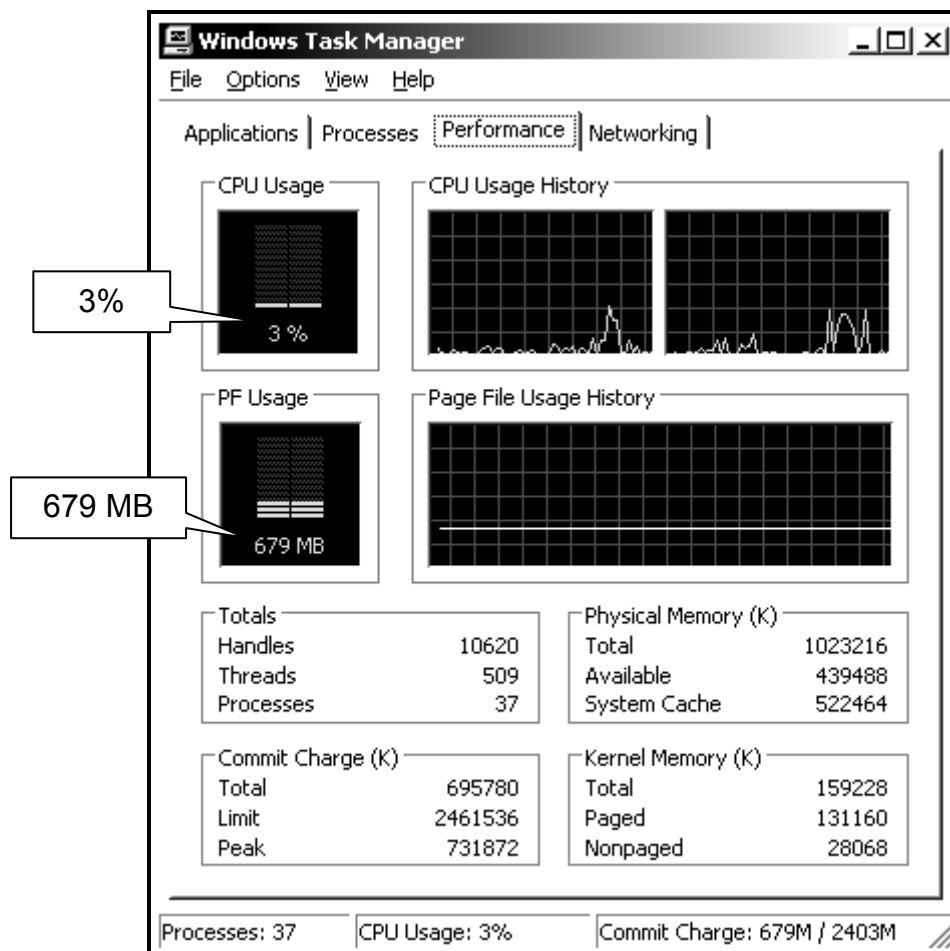 Windows Task Manager
File Options View Help
Applications Processes Performance Networking
CPU Usage CPU Usage History
3%
3 %
PF Usage Page File Usage History
679 MB
679 MB
Totals
Handles 10620
Threads 509
Processes 37
Physical Memory (K)
Total 1023216
Available 439488
System Cache 522464
Commit Charge (K)
Total 695780
Limit 2461536
Peak 731872
Kernel Memory (K)
Total 159228
Paged 131160
Nonpaged 28068
Processes: 37 CPU Usage: 3% Commit Charge: 679M / 2403M